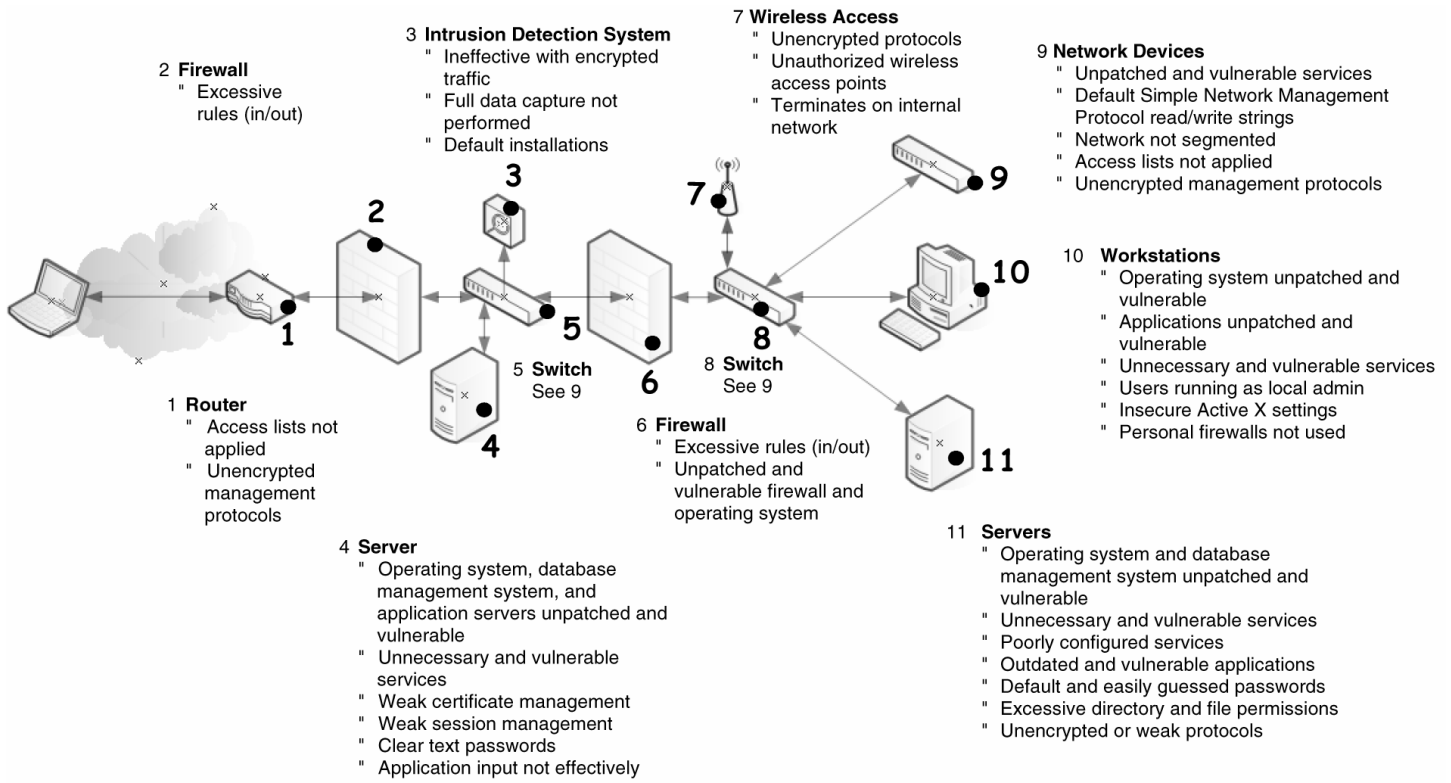 7 Wireless Access
" Unencrypted protocols
" Unauthorized wireless
access points
" Terminates on internal
network
3 Intrusion Detection System
" Ineffective with encrypted
traffic
" Full data capture not
performed
" Default installations
9 Network Devices
" Unpatched and vulnerable services
" Default Simple Network Management
Protocol read/write strings
" Network not segmented
" Access lists not applied
" Unencrypted management protocols
2 Firewall
" Excessive
rules (in/out)
3
7
9
2
10
1
5
8
6
4
11
10 Workstations
" Operating system unpatched and
vulnerable
" Applications unpatched and
vulnerable
" Unnecessary and vulnerable services
" Users running as local admin
" Insecure Active X settings
" Personal firewalls not used
5 Switch
See 9
8 Switch
See 9
1 Router
" Access lists not
applied
" Unencrypted
management
protocols
6 Firewall
" Excessive rules (in/out)
" Unpatched and
vulnerable firewall and
operating system
4 Server
" Operating system, database
management system, and
application servers unpatched and
vulnerable
" Unnecessary and vulnerable
services
" Weak certificate management
" Weak session management
" Clear text passwords
" Application input not effectively
11 Servers
" Operating system and database
management system unpatched and
vulnerable
" Unnecessary and vulnerable services
" Poorly configured services
" Outdated and vulnerable applications
" Default and easily guessed passwords
" Excessive directory and file permissions
" Unencrypted or weak protocols